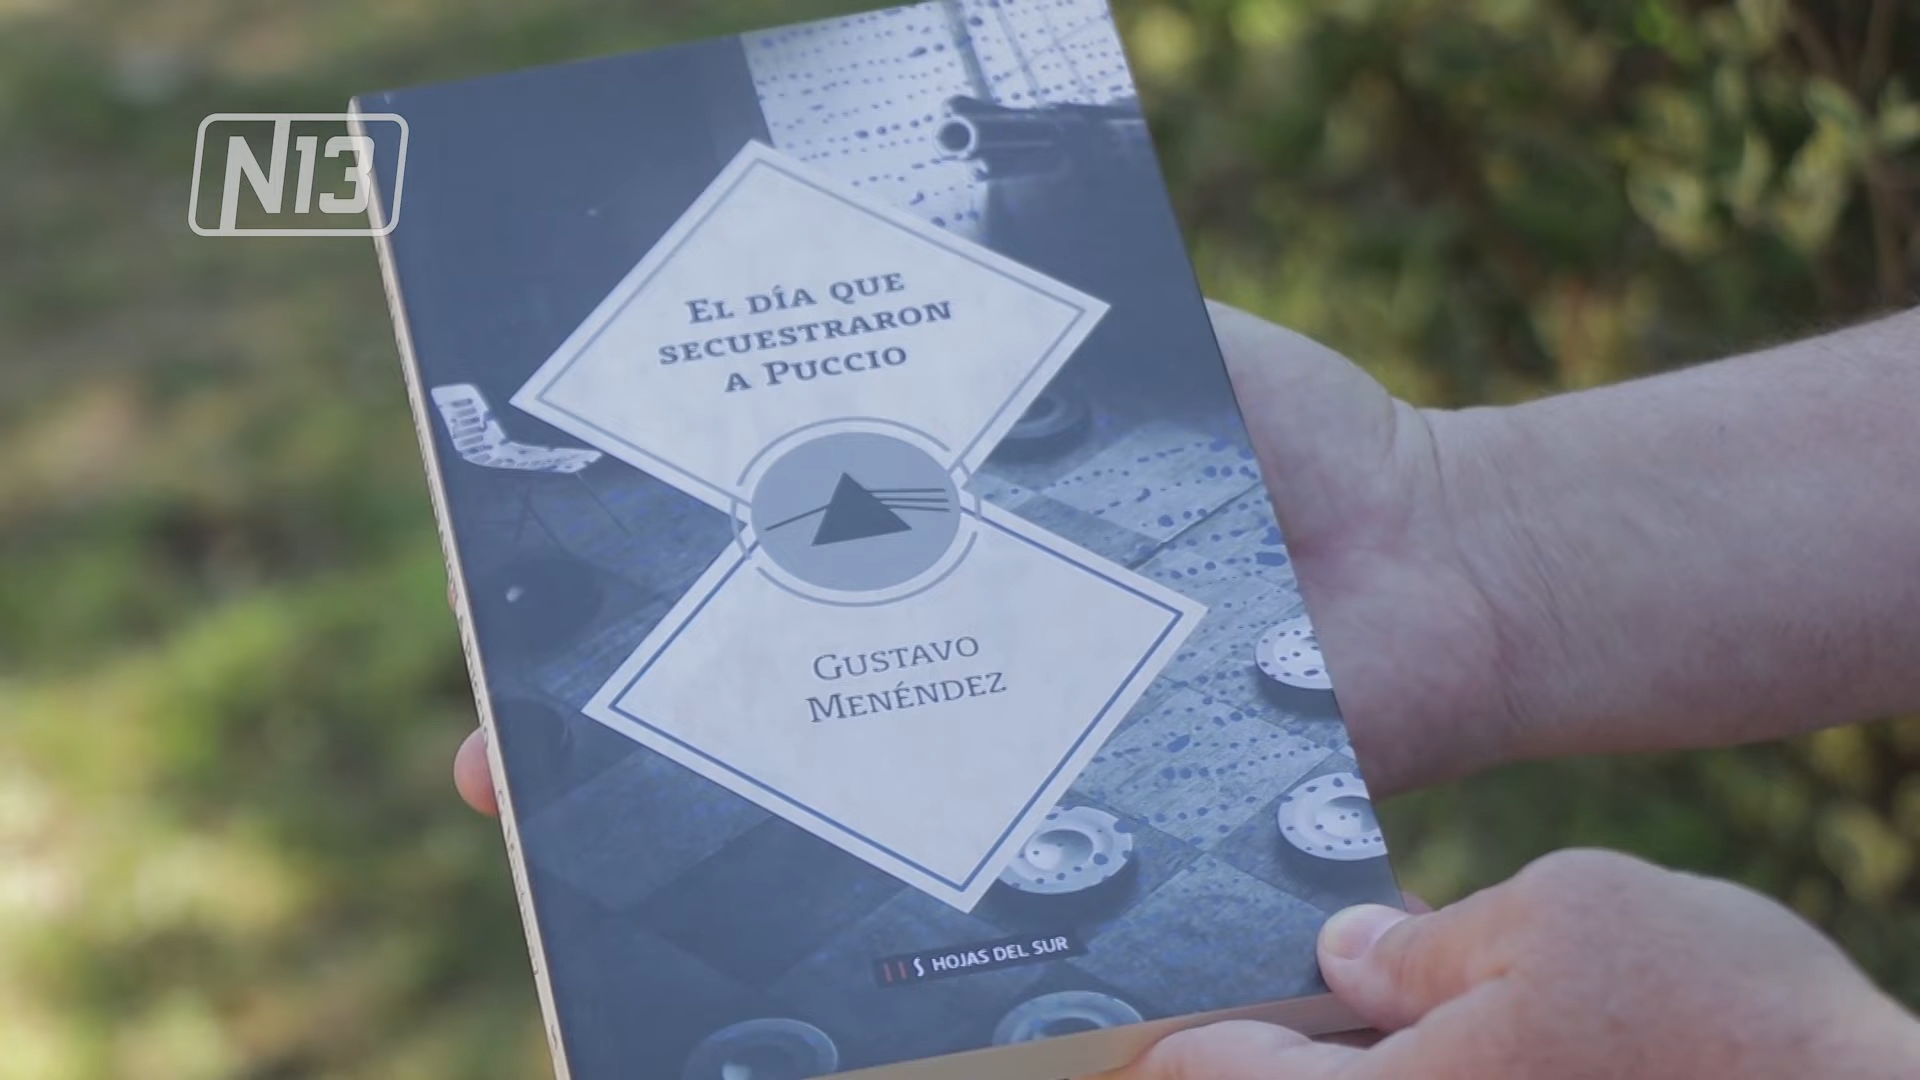 N13
EL DÍA QUE
SECUESTRARON
A PUCCIO
GUSTAVO
MENÉNDEZ
HOJAS DEL SUR